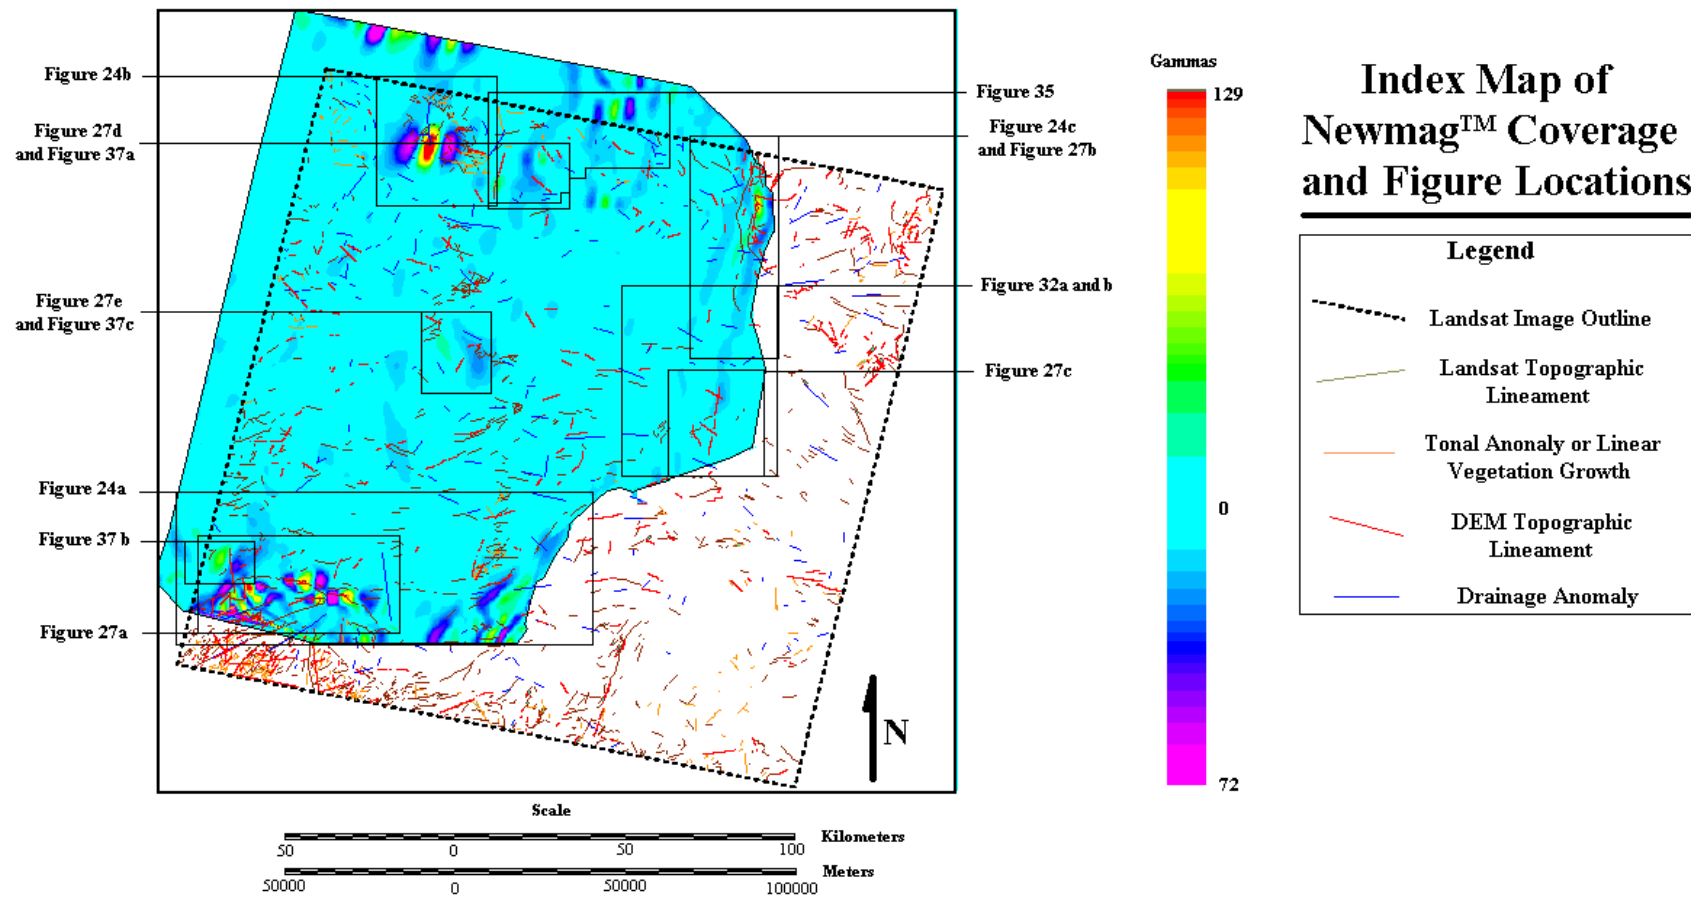 Index Map of
Newmag™ Coverage
and Figure Locations
Gammas
129
0
72
Legend
Landsat Image Outline
Landsat Topographic
Lineament
Tonal Anonaly or Linear
Vegetation Growth
DEM Topographic
Lineament
Drainage Anomaly
Figure 24b
Figure 27d
and Figure 37a
Figure 27e
and Figure 37c
Figure 24a
Figure 37b
Figure 27a
Figure 35
Figure 24c
and Figure 27b
Figure 32a and b
Figure 27c
N
Scale
Kilometers
50 0 50 100
Meters
50000 0 50000 100000